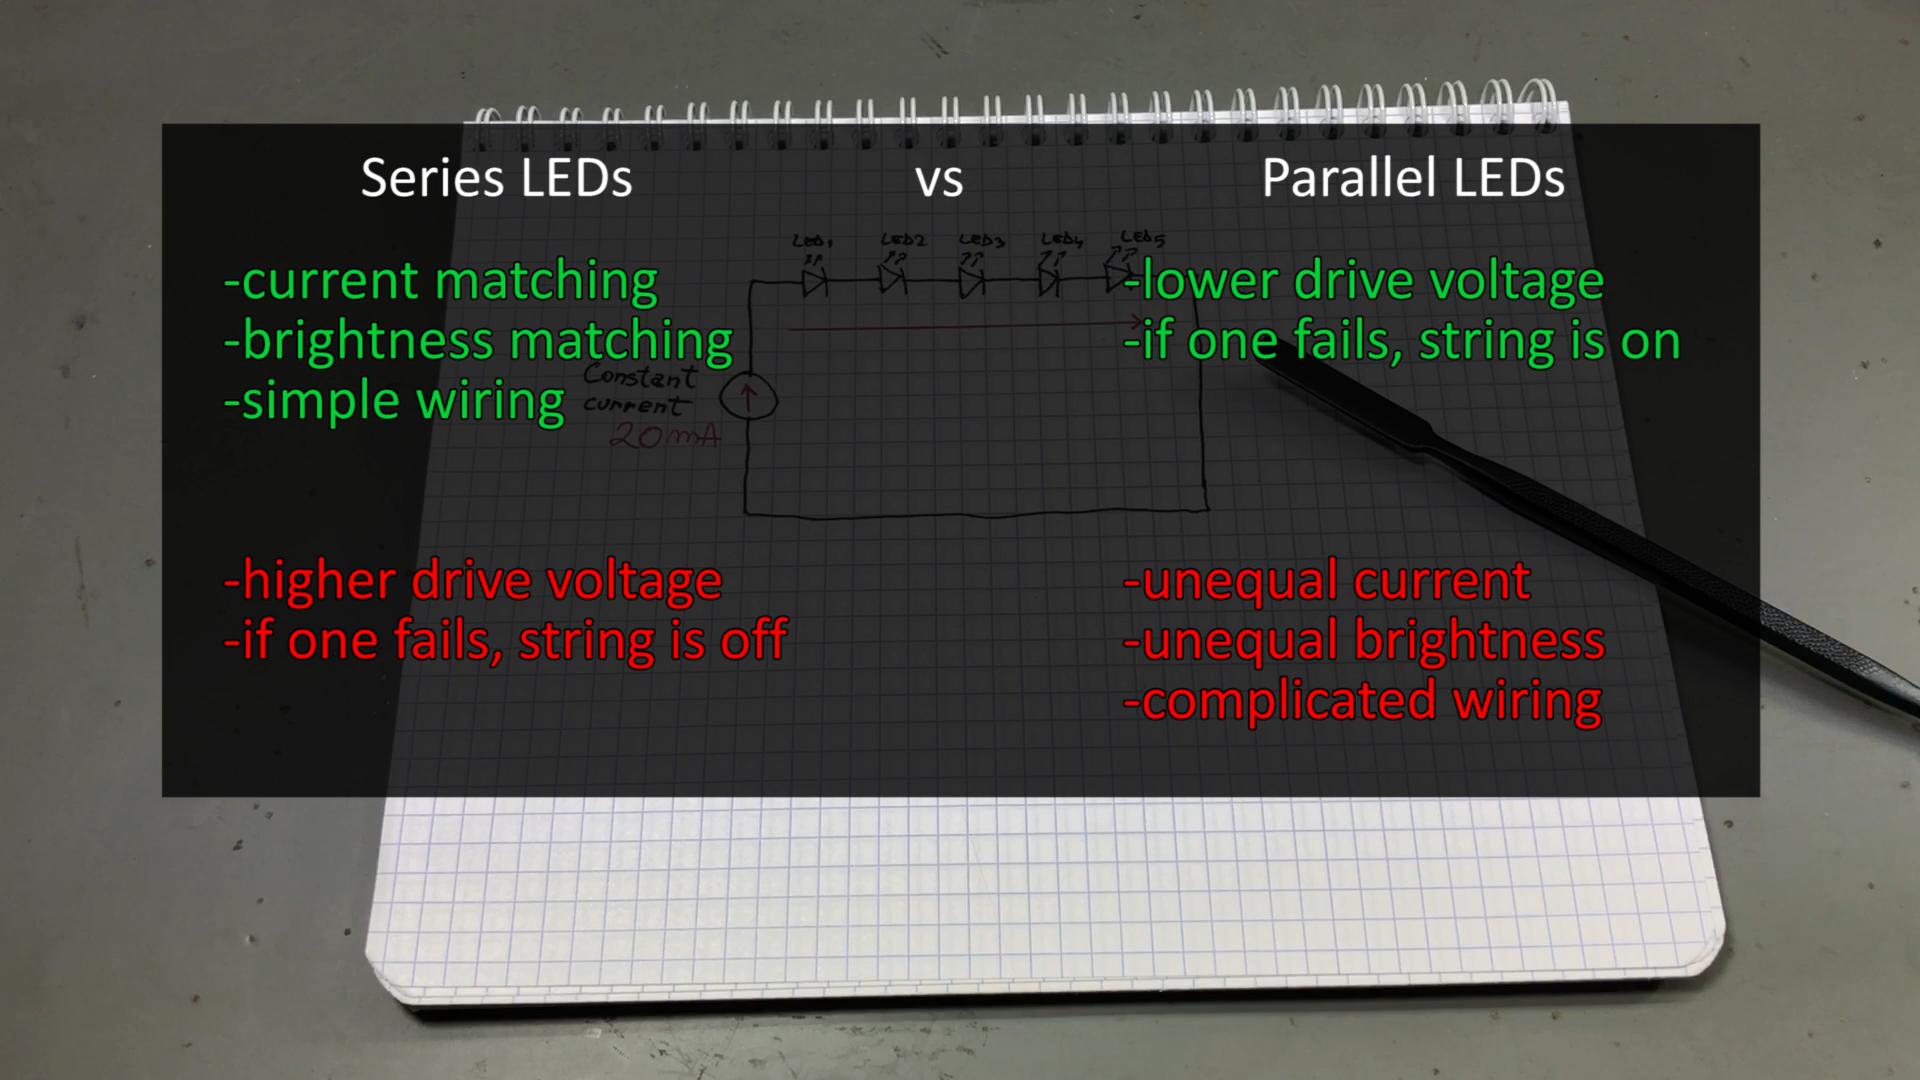 Series LEDs vs Parallel LEDs
-current matching
-brightness matching
-simple wiring
-lower drive voltage
-if one fails, string is on
-higher drive voltage
-if one fails, string is off
-unequal current
-unequal brightness
-complicated wiring
LED1 LED2 LED3 LED4 LED5
Constant
current
20mA